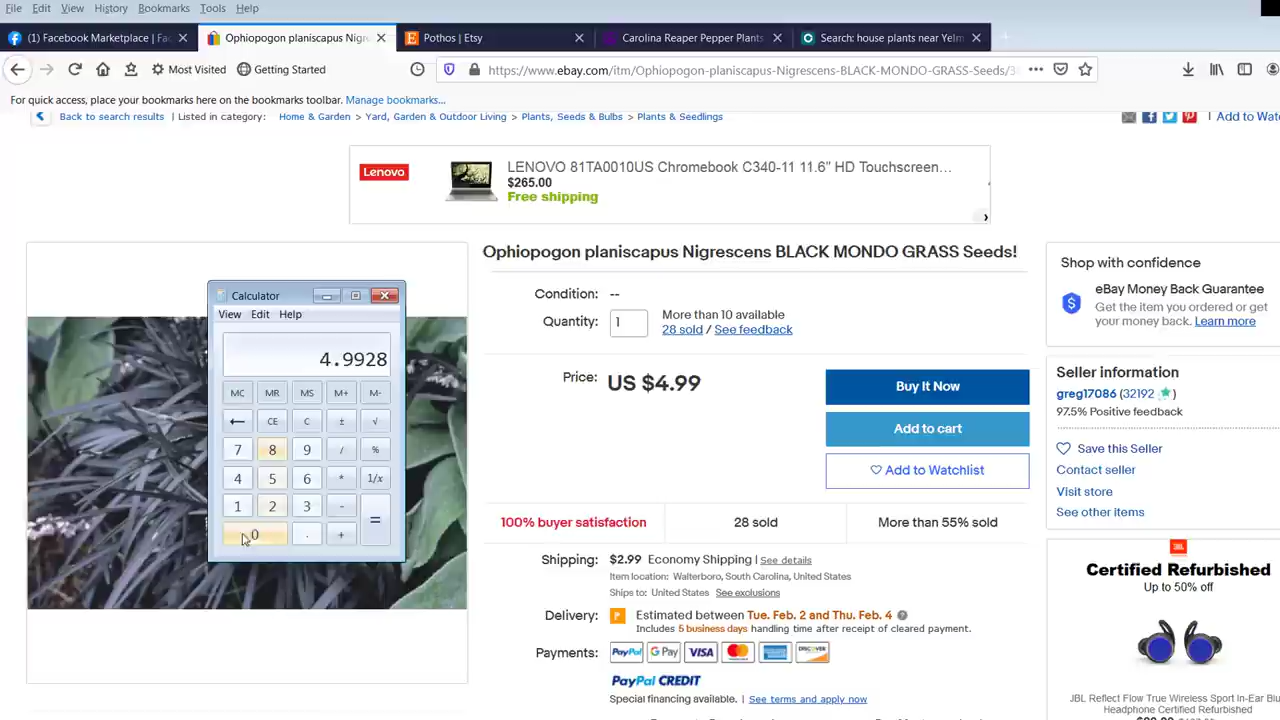 File Edit View History Bookmarks Tools Help
(1) Facebook Marketplace | Fac
Ophiopogon planiscapus Nigr
Pothos | Etsy
Carolina Reaper Pepper Plants
Search: house plants near Yelm
Most Visited Getting Started
https://www.ebay.com/itm/Ophiopogon-planiscapus-Nigrescens-BLACK-MONDO-GRASS-Seeds/3
For quick access, place your bookmarks here on the bookmarks toolbar. Manage bookmarks...
Back to search results | Listed in category: Home & Garden > Yard, Garden & Outdoor Living > Plants, Seeds & Bulbs > Plants & Seedlings
| Add to Wat
Lenovo
LENOVO 81TA0010US Chromebook C340-11 11.6" HD Touchscreen...
$265.00
Free shipping
Ophiopogon planiscapus Nigrescens BLACK MONDO GRASS Seeds!
Condition: --
Quantity: 1
More than 10 available
28 sold / See feedback
Price: US $4.99
Buy It Now
Add to cart
Add to Watchlist
100% buyer satisfaction
28 sold
More than 55% sold
Shipping: $2.99 Economy Shipping | See details
Item location: Walterboro, South Carolina, United States
Ships to: United States See exclusions
Delivery: Estimated between Tue. Feb. 2 and Thu. Feb. 4 ?
Includes 5 business days handling time after receipt of cleared payment.
Payments: PayPal G Pay VISA MasterCard DISCOVER
PayPal CREDIT
Special financing available. | See terms and apply now
Calculator
View Edit Help
4.9928
MC MR MS M+ M-
← CE C ± √
7 8 9 / %
4 5 6 * 1/x
1 2 3 - =
0 . +
Shop with confidence
eBay Money Back Guarantee
Get the item you ordered or get
your money back. Learn more
Seller information
greg17086 (32192 )
97.5% Positive feedback
Save this Seller
Contact seller
Visit store
See other items
JBL
Certified Refurbished
Up to 50% off
JBL Reflect Flow True Wireless Sport In-Ear Blu
Headphone Certified Refurbished